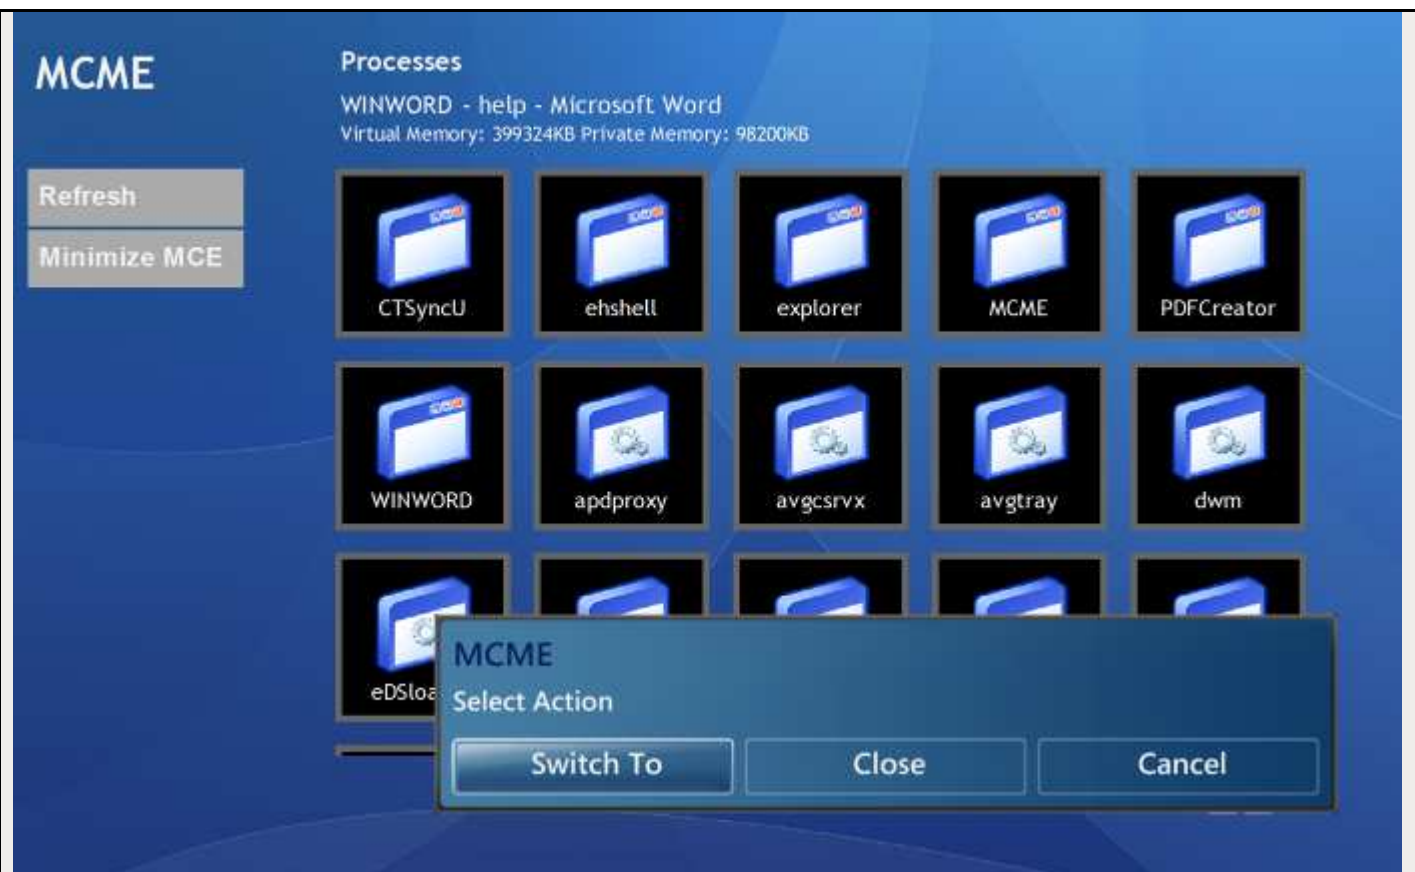 MCME
Processes
WINWORD - help - Microsoft Word
Virtual Memory: 399324KB Private Memory: 98200KB
Refresh
Minimize MCE
CTSyncU
ehshell
explorer
MCME
PDFCreator
WINWORD
apdproxy
avgcsrvx
avgtray
dwm
MCME
Select Action
Switch To
Close
Cancel